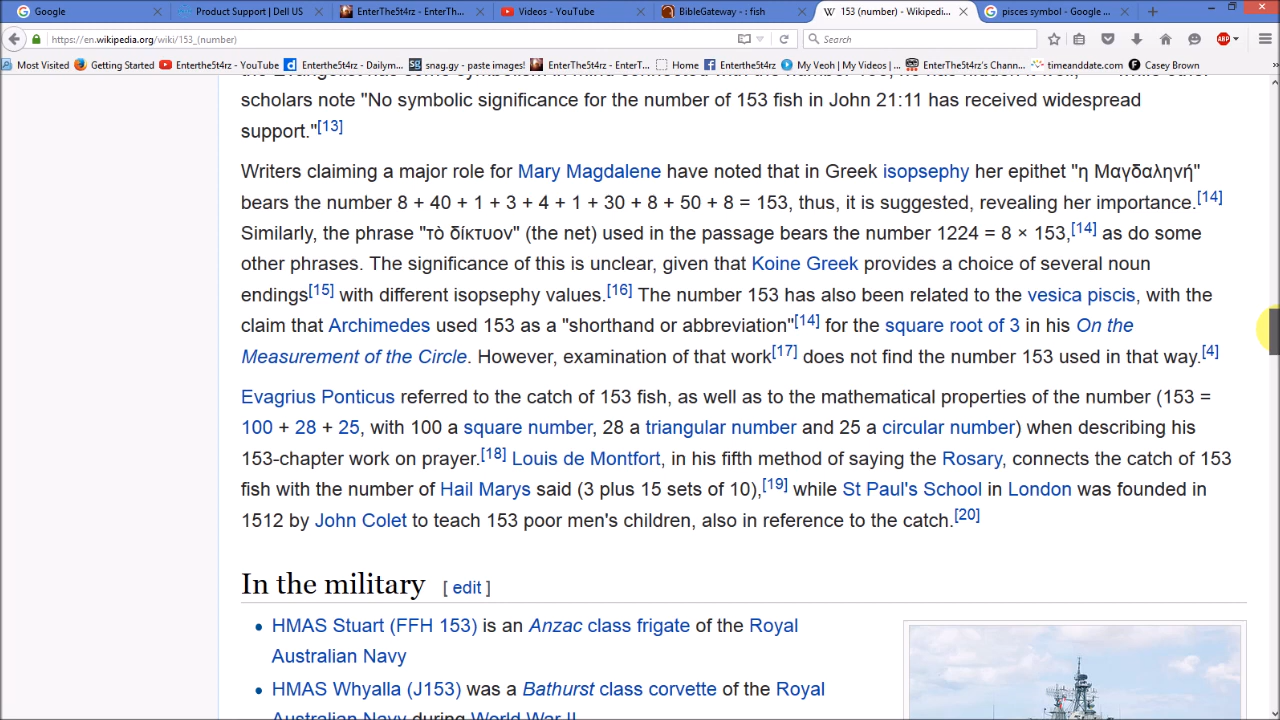 Google
Product Support | Dell US
EnterThe5t4rz - EnterTh...
Videos - YouTube
BibleGateway - : fish
153 (number) - Wikipedi...
pisces symbol - Google ...
https://en.wikipedia.org/wiki/153_(number)
Search
Most Visited Getting Started Enterthe5t4rz - YouTube Enterthe5t4rz - Dailym... snag.gy - paste images! EnterThe5t4rz - EnterT... Home Enterthe5t4rz My Veoh | My Videos | ... EnterThe5t4rz's Chann... timeanddate.com Casey Brown
scholars note "No symbolic significance for the number of 153 fish in John 21:11 has received widespread
support."[13]
Writers claiming a major role for Mary Magdalene have noted that in Greek isopsephy her epithet "η Μαγδαληνή"
bears the number 8 + 40 + 1 + 3 + 4 + 1 + 30 + 8 + 50 + 8 = 153, thus, it is suggested, revealing her importance.[14]
Similarly, the phrase "τὸ δίκτυον" (the net) used in the passage bears the number 1224 = 8 × 153,[14] as do some
other phrases. The significance of this is unclear, given that Koine Greek provides a choice of several noun
endings[15] with different isopsephy values.[16] The number 153 has also been related to the vesica piscis, with the
claim that Archimedes used 153 as a "shorthand or abbreviation"[14] for the square root of 3 in his On the
Measurement of the Circle. However, examination of that work[17] does not find the number 153 used in that way.[4]
Evagrius Ponticus referred to the catch of 153 fish, as well as to the mathematical properties of the number (153 =
100 + 28 + 25, with 100 a square number, 28 a triangular number and 25 a circular number) when describing his
153-chapter work on prayer.[18] Louis de Montfort, in his fifth method of saying the Rosary, connects the catch of 153
fish with the number of Hail Marys said (3 plus 15 sets of 10),[19] while St Paul's School in London was founded in
1512 by John Colet to teach 153 poor men's children, also in reference to the catch.[20]
In the military [ edit ]
HMAS Stuart (FFH 153) is an Anzac class frigate of the Royal
Australian Navy
HMAS Whyalla (J153) was a Bathurst class corvette of the Royal
Australian Navy during World War II